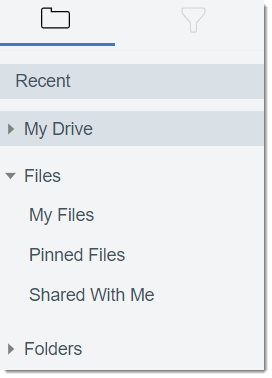 Recent
My Drive
Files
My Files
Pinned Files
Shared With Me
Folders